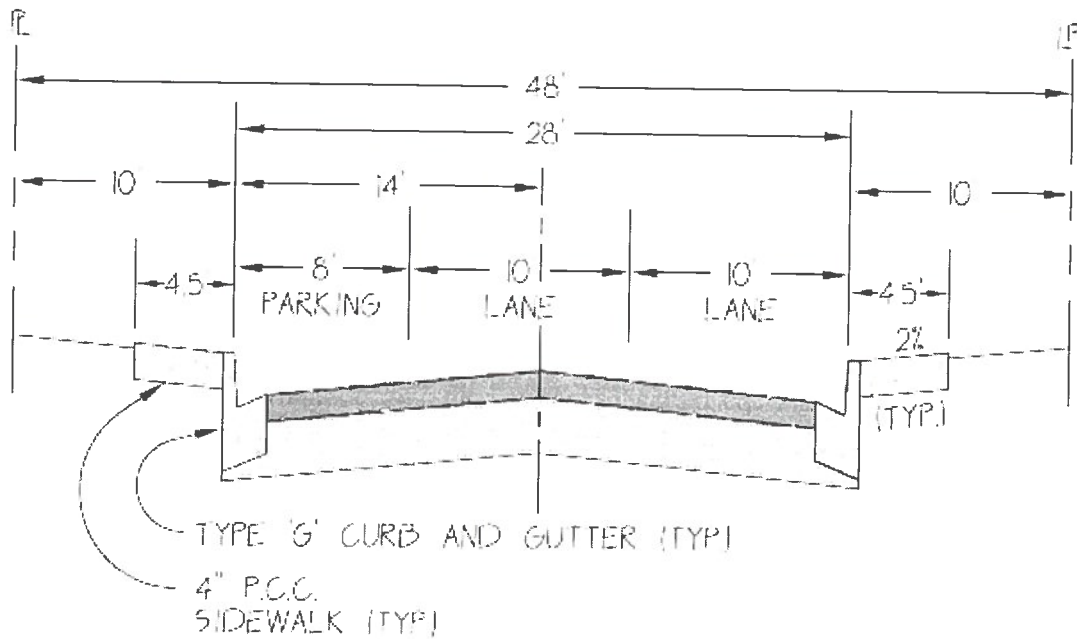 PL
PL
48'
28'
10'
14'
10
8'
PARKING
10
LANE
10'
LANE
4.5
4.5'
2%
(TYP.)
TYPE 'G' CURB AND GUTTER (TYP)
4" P.C.C.
SIDEWALK (TYP)